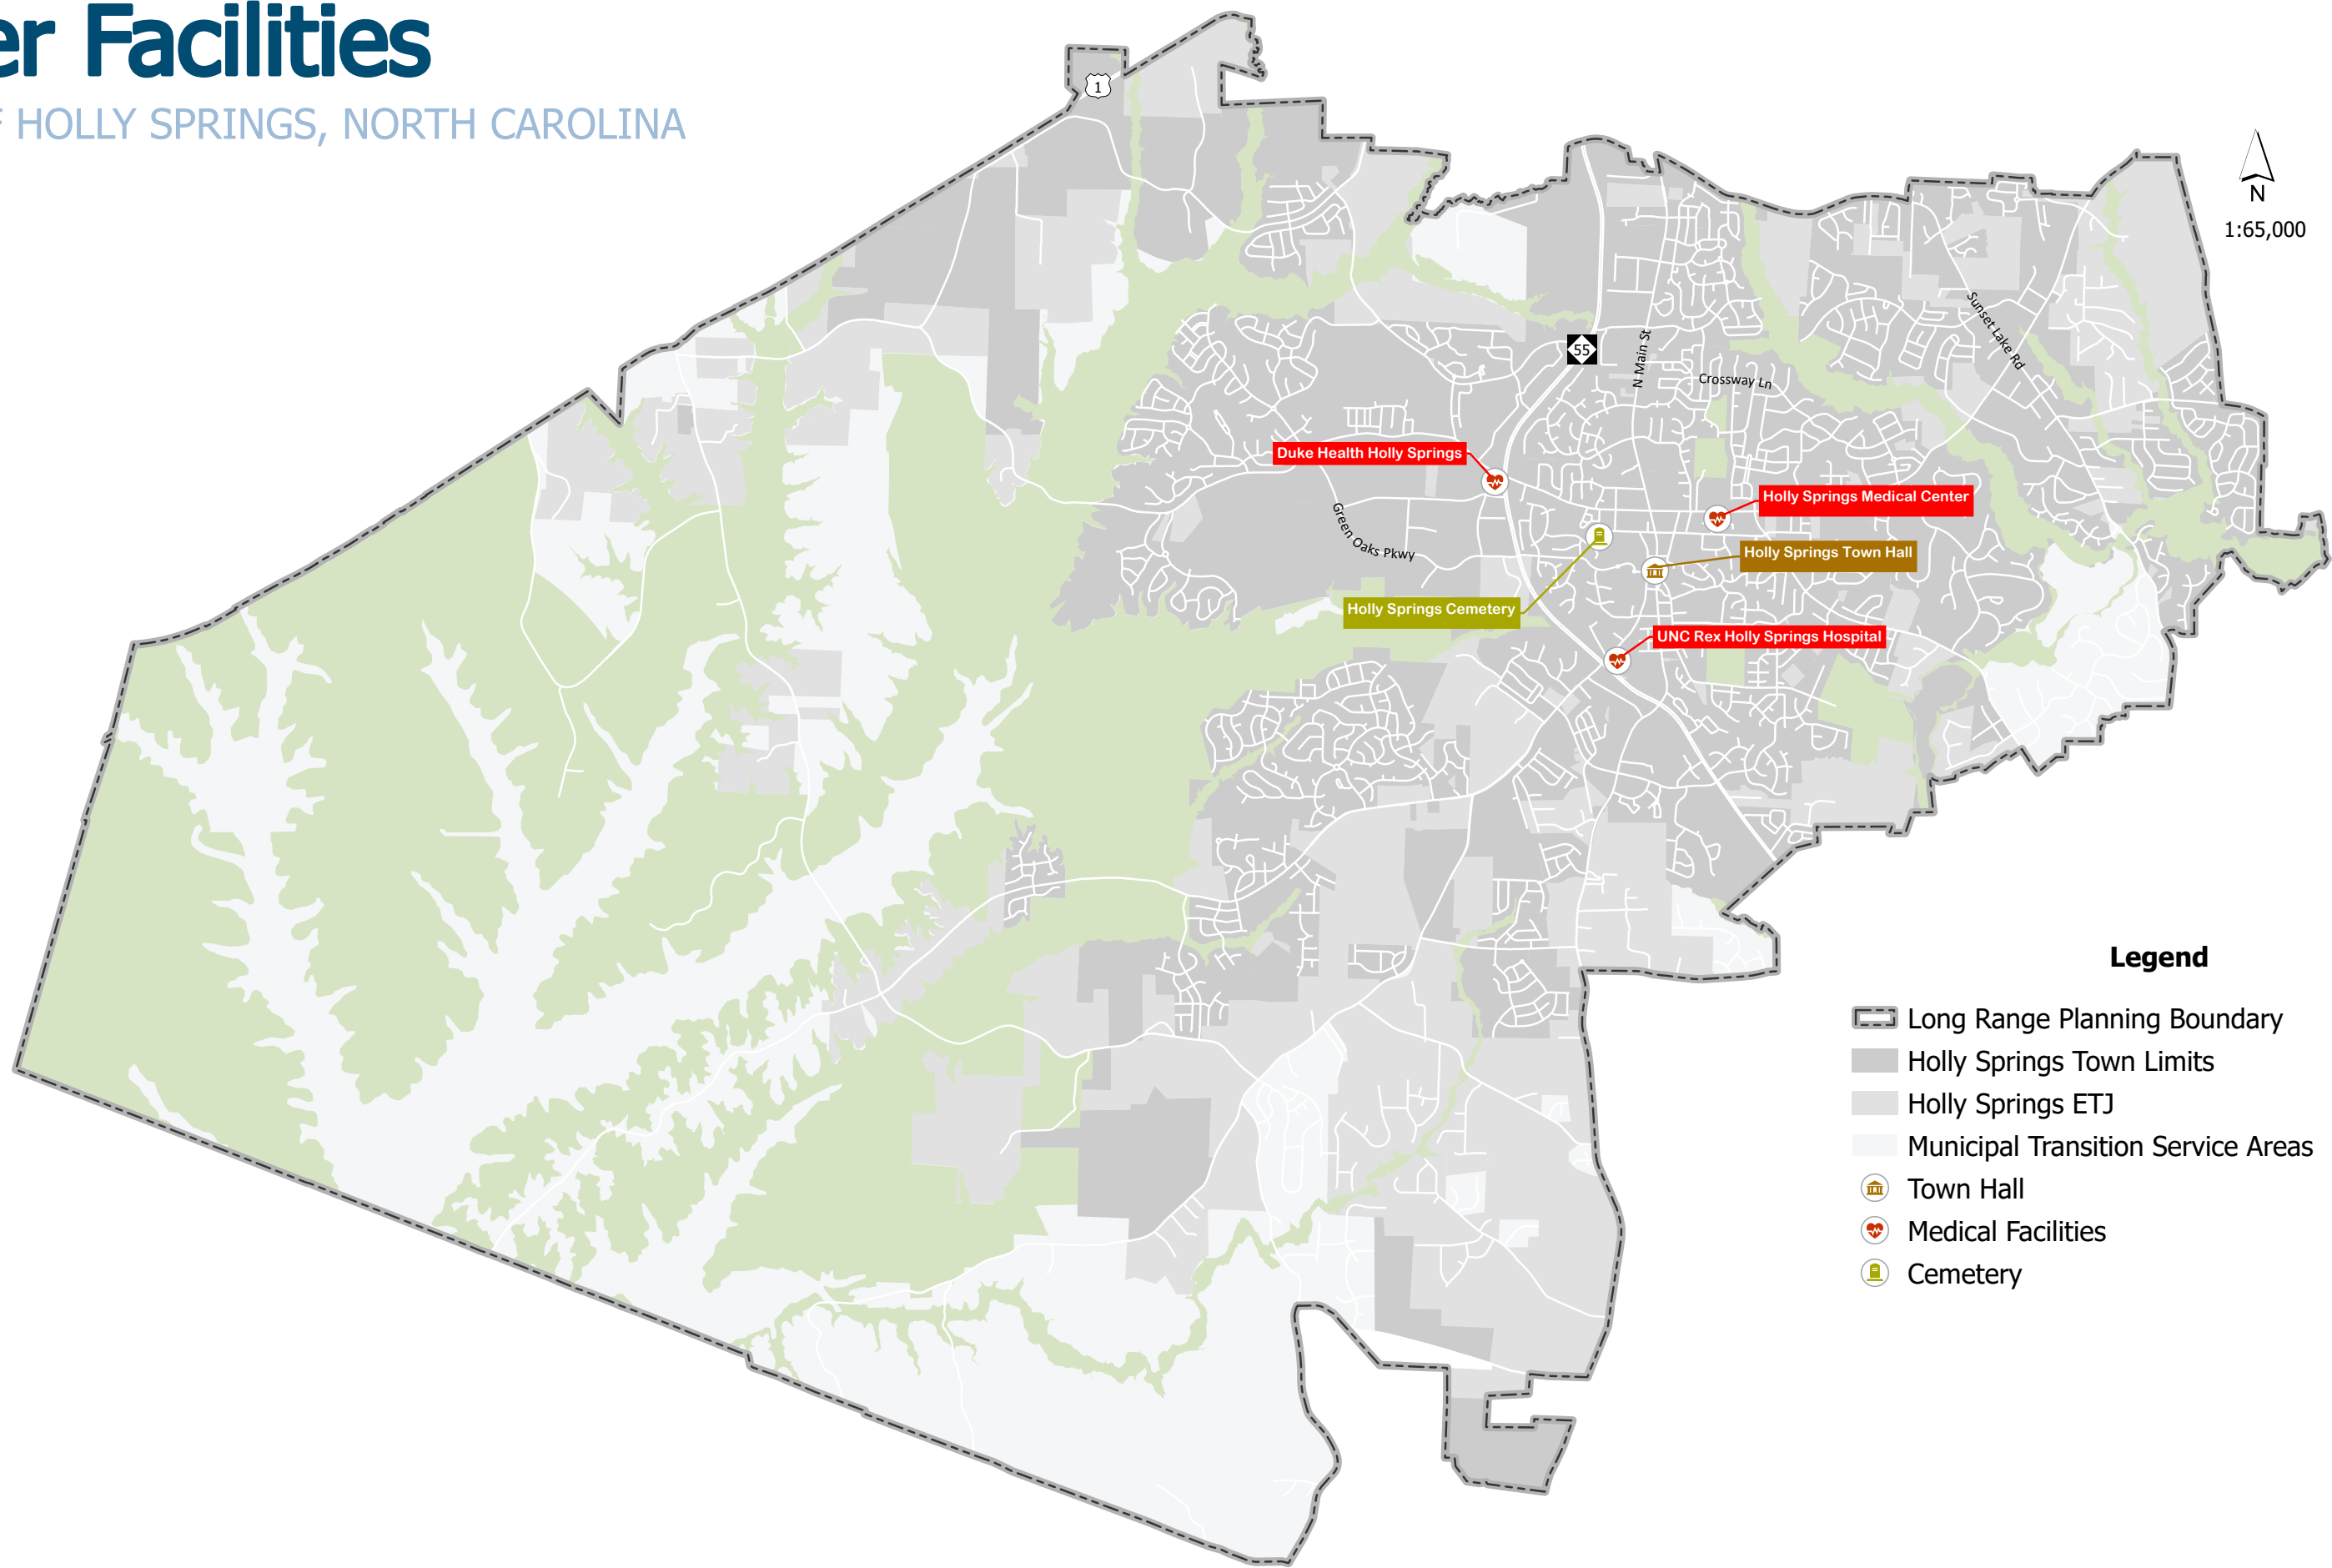 er Facilities
HOLLY SPRINGS, NORTH CAROLINA
1
N
1:65,000
55
N Main St
Crossway Ln
Sunset Lake Rd
Duke Health Holly Springs
Holly Springs Medical Center
Green Oaks Pkwy
Holly Springs Town Hall
Holly Springs Cemetery
UNC Rex Holly Springs Hospital
Legend
Long Range Planning Boundary
Holly Springs Town Limits
Holly Springs ETJ
Municipal Transition Service Areas
Town Hall
Medical Facilities
Cemetery